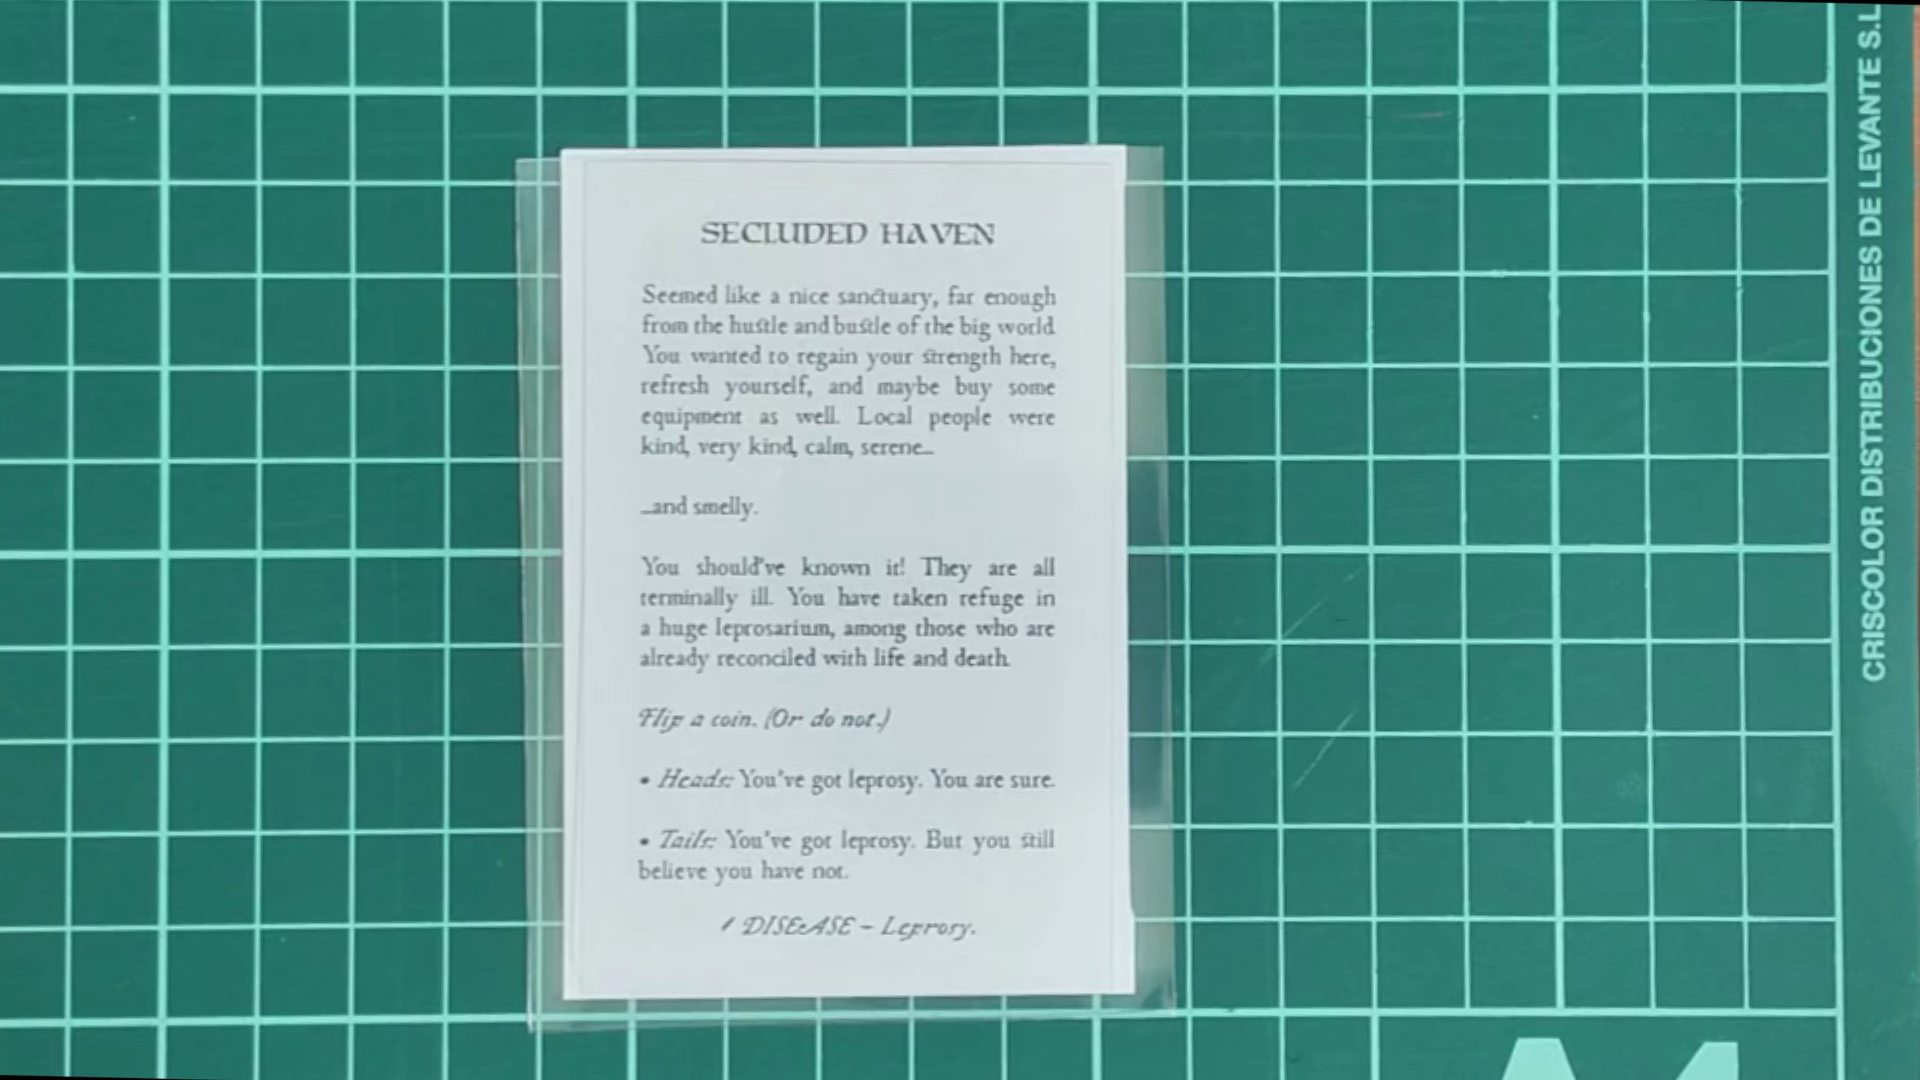 SECLUDED HAVEN
Seemed like a nice sanctuary, far enough
from the hustle and bustle of the big world.
You wanted to regain your strength here,
refresh yourself, and maybe buy some
equipment as well. Local people were
kind, very kind, calm, serene...
...and smelly.
You should've known it! They are all
terminally ill. You have taken refuge in
a huge leprosarium, among those who are
already reconciled with life and death.
Flip a coin. (Or do not.)
• Heads: You've got leprosy. You are sure.
• Tails: You've got leprosy. But you still
believe you have not.
1 DISEASE – Leprosy.
CRISCOLOR DISTRIBUCIONES DE LEVANTE S.L